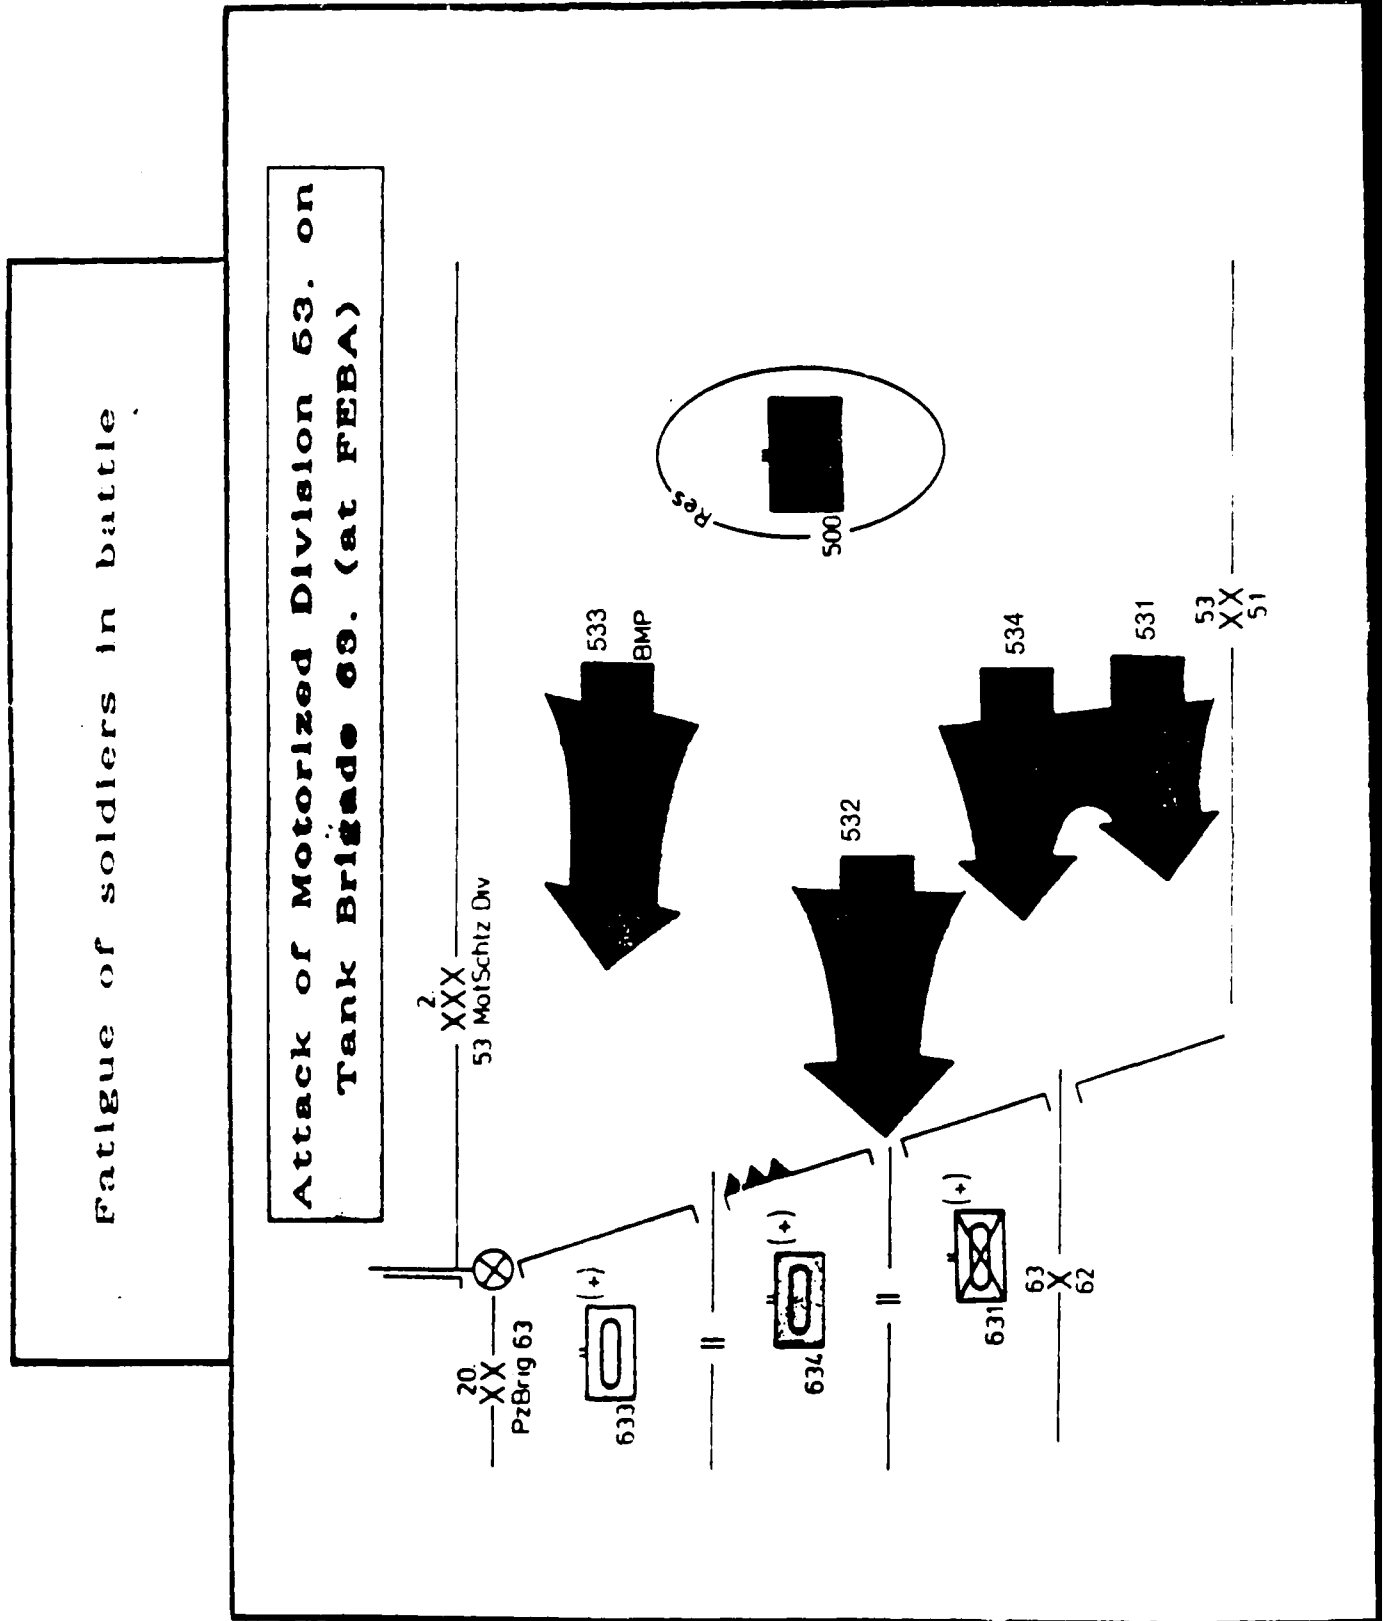 Fatigue of soldiers in battle
Attack of Motorized Division 53. on
Tank Brigade 63. (at FEBA)
2.
XXX
53 MotSchtz Div
20.
XX
PzBrig 63
533
BMP
Res
500
532
534
531
53
XX
51
633
(+)
634
(+)
631
(+)
63
X
62